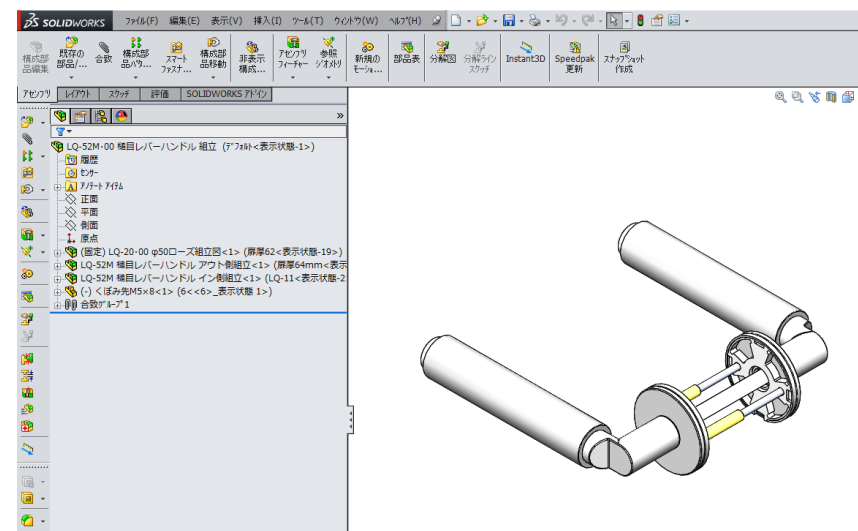 SOLIDWORKS ファイル(F) 編集(E) 表示(V) 挿入(I) ツール(T) ウィンドウ(W) ヘルプ(H)
構成部品編集 既存の部品/... 合致 構成部品パタ... スマートファスナ... 構成部品移動 非表示構成... アセンブリフィーチャー 参照ジオメトリ 新規のモーショ... 部品表 分解図 分解ラインスケッチ Instant3D Speedpak更新 スナップショット作成
アセンブリ レイアウト スケッチ 評価 SOLIDWORKS アドイン
LQ-52M-00 樋目レバーハンドル 組立 (デフォルト<表示状態-1>)
履歴
センサー
アノテート アイテム
正面
平面
側面
原点
(固定) LQ-20-00 φ50ローズ組立図<1> (扉厚62<表示状態-19>)
LQ-52M 樋目レバーハンドル アウト側組立<1> (扉厚64mm<表示
LQ-52M 樋目レバーハンドル イン側組立<1> (LQ-11<表示状態-2
(-) くぼみ先M5×8<1> (6<<6>_表示状態 1>)
合致グループ1